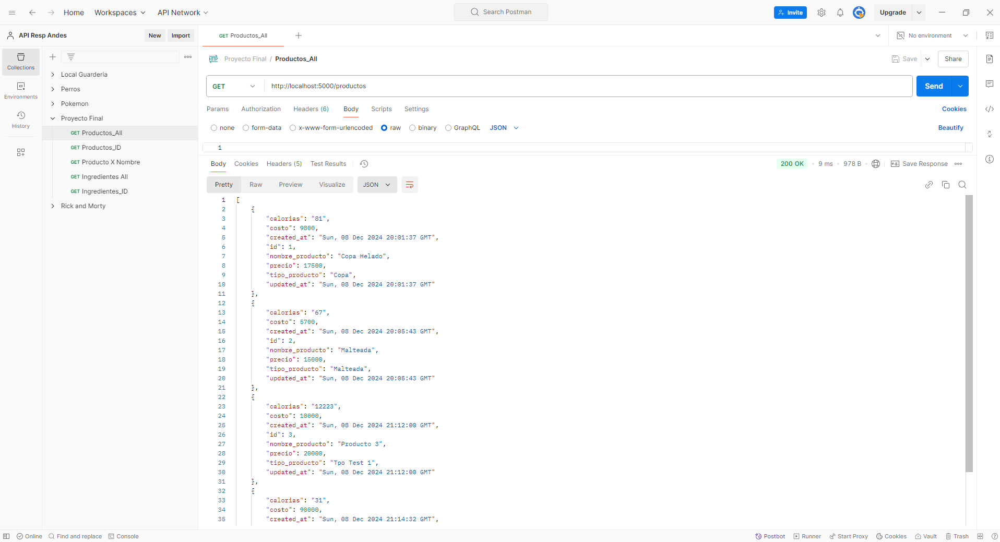 Home Workspaces API Network Search Postman Invite Upgrade
API Resp Andes New Import GET Productos_All No environment
Collections
Environments
History
Local Guarderia
Perros
Pokemon
Proyecto Final
GET Productos_All
GET Productos_ID
GET Producto X Nombre
GET Ingredientes All
GET Ingredientes_ID
Rick and Morty
HTTP Proyecto Final / Productos_All Save Share
GET http://localhost:5000/productos Send
Params Authorization Headers (6) Body Scripts Settings Cookies
none form-data x-www-form-urlencoded raw binary GraphQL JSON Beautify
1
Body Cookies Headers (5) Test Results 200 OK • 9 ms • 978 B e.g. Save Response
Pretty Raw Preview Visualize JSON
1 [
2 {
3 "calorias": "81",
4 "costo": 9800,
5 "created_at": "Sun, 08 Dec 2024 20:01:37 GMT",
6 "id": 1,
7 "nombre_producto": "Copa Helado",
8 "precio": 17500,
9 "tipo_producto": "Copa",
10 "updated_at": "Sun, 08 Dec 2024 20:01:37 GMT"
11 },
12 {
13 "calorias": "67",
14 "costo": 5700,
15 "created_at": "Sun, 08 Dec 2024 20:05:43 GMT",
16 "id": 2,
17 "nombre_producto": "Malteada",
18 "precio": 15000,
19 "tipo_producto": "Malteada",
20 "updated_at": "Sun, 08 Dec 2024 20:05:43 GMT"
21 },
22 {
23 "calorias": "12223",
24 "costo": 10000,
25 "created_at": "Sun, 08 Dec 2024 21:12:00 GMT",
26 "id": 3,
27 "nombre_producto": "Producto 3",
28 "precio": 20000,
29 "tipo_producto": "Tpo Test 1",
30 "updated_at": "Sun, 08 Dec 2024 21:12:00 GMT"
31 },
32 {
33 "calorias": "31",
34 "costo": 90000,
35 "created_at": "Sun, 08 Dec 2024 21:14:32 GMT",
Online Find and replace Console Postbot Runner Start Proxy Cookies Vault Trash